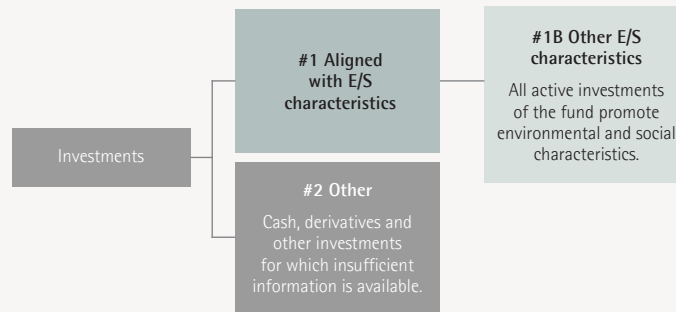 Investments
#1 Aligned
with E/S
characteristics
#1B Other E/S
characteristics
All active investments
of the fund promote
environmental and social
characteristics.
#2 Other
Cash, derivatives and
other investments
for which insufficient
information is available.